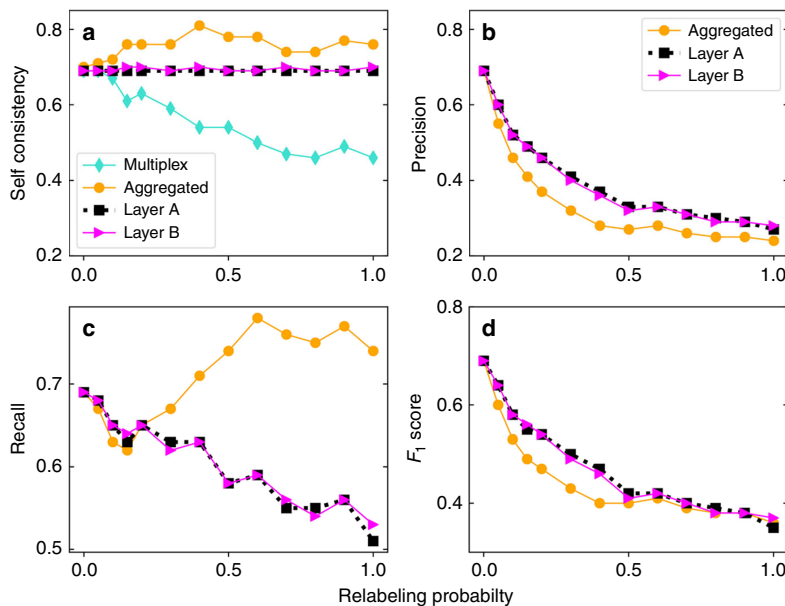 a
Self consistency
0.8
0.6
0.4
0.2
Multiplex
Aggregated
Layer A
Layer B
0.0
0.5
1.0
b
Precision
0.8
0.6
0.4
0.2
Aggregated
Layer A
Layer B
0.0
0.5
1.0
c
Recall
0.7
0.6
0.5
0.0
0.5
1.0
d
F1 score
0.8
0.6
0.4
0.0
0.5
1.0
Relabeling probabilty